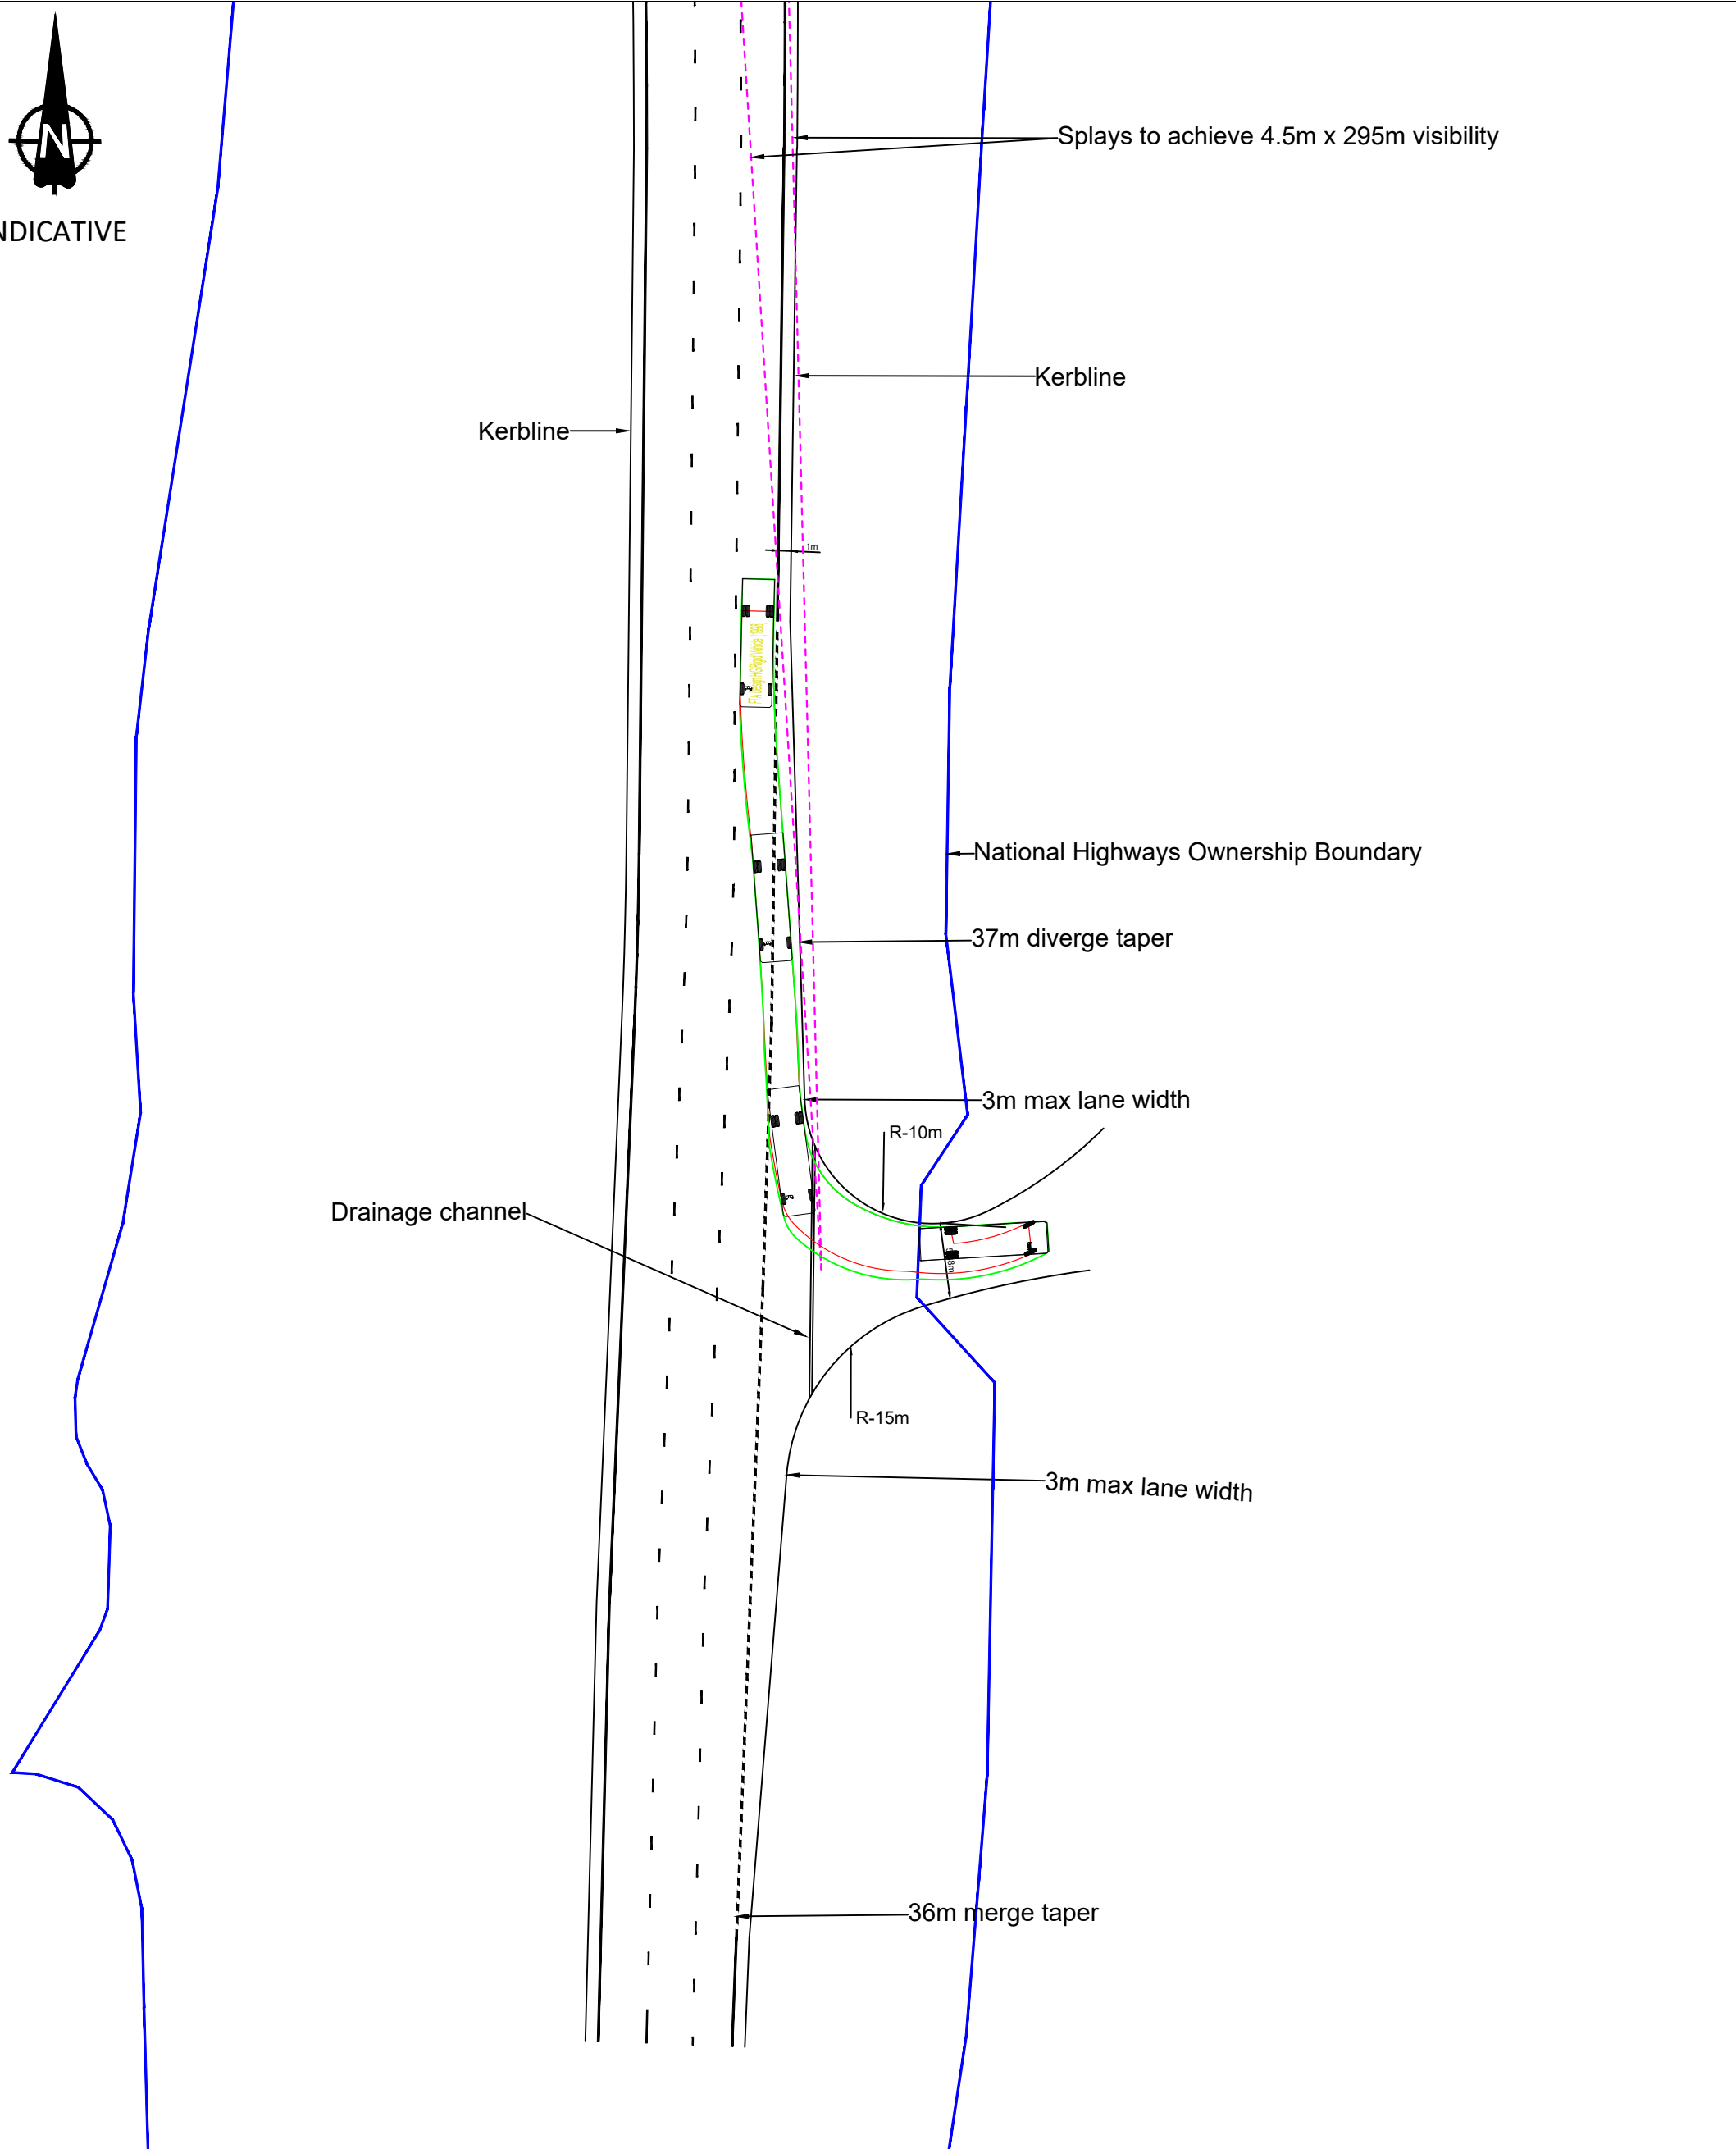 N
NDICATIVE
Splays to achieve 4.5m x 295m visibility
Kerbline
Kerbline
1m
National Highways Ownership Boundary
37m diverge taper
3m max lane width
R-10m
Drainage channel
R-15m
3m max lane width
36m merge taper